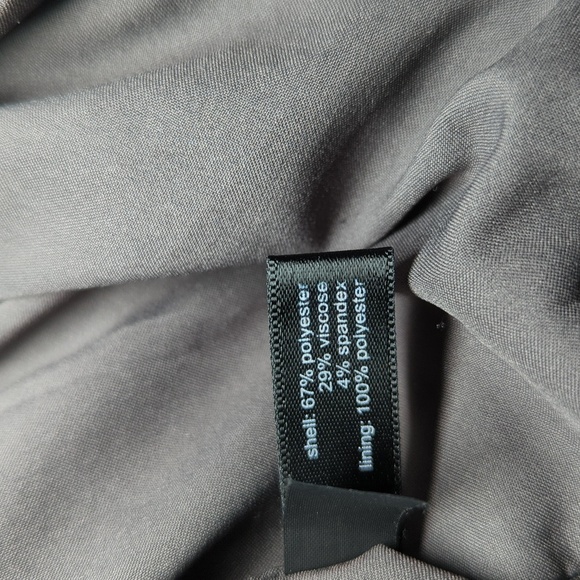 shell: 67% polyester
29% viscose
4% spandex
lining: 100% polyester